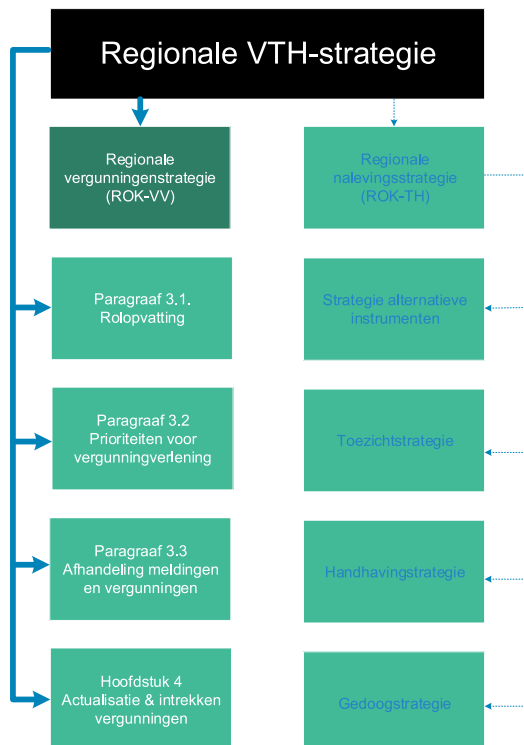 Regionale VTH-strategie
Regionale
vergunningenstrategie
(ROK-VV)
Regionale
nalevingsstrategie
(ROK-TH)
Paragraaf 3.1.
Rolopvatting
Strategie alternatieve
instrumenten
Paragraaf 3.2
Prioriteiten voor
vergunningverlening
Toezichtstrategie
Paragraaf 3.3
Afhandeling meldingen
en vergunningen
Handhavingstrategie
Hoofdstuk 4
Actualisatie & intrekken
vergunningen
Gedoogstrategie